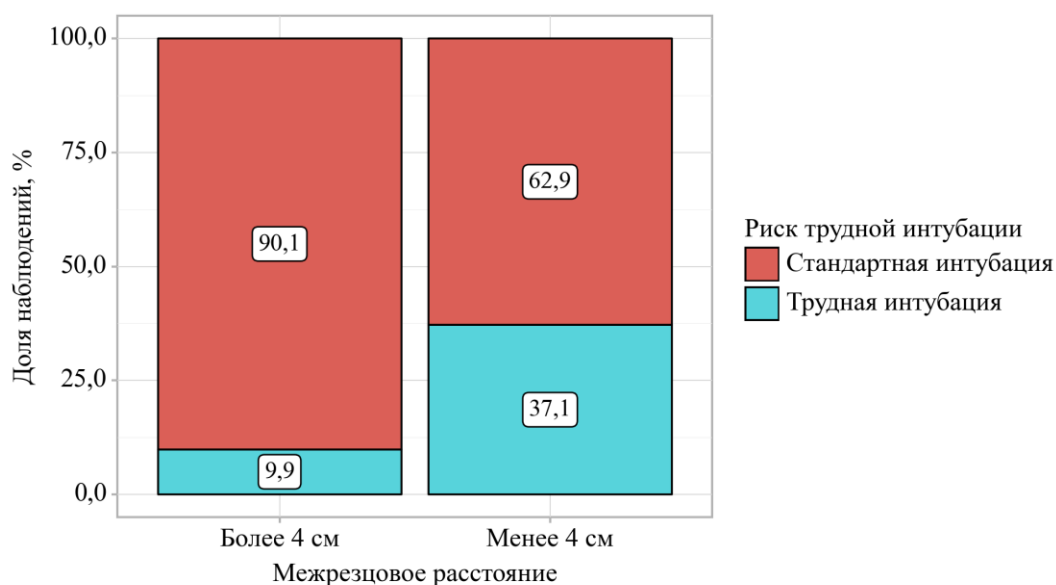 Доля наблюдений, %
100,0
75,0
50,0
25,0
0,0
90,1
9,9
62,9
37,1
Более 4 см
Менее 4 см
Межрезцовое расстояние
Риск трудной интубации
Стандартная интубация
Трудная интубация